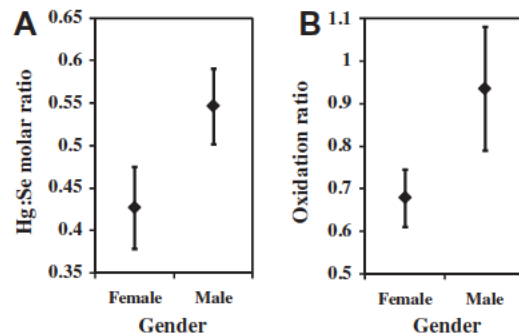 A
Hg:Se molar ratio
0.65
0.6
0.55
0.5
0.45
0.4
0.35
Female Male
Gender
B
Oxidation ratio
1.1
1
0.9
0.8
0.7
0.6
0.5
Female Male
Gender